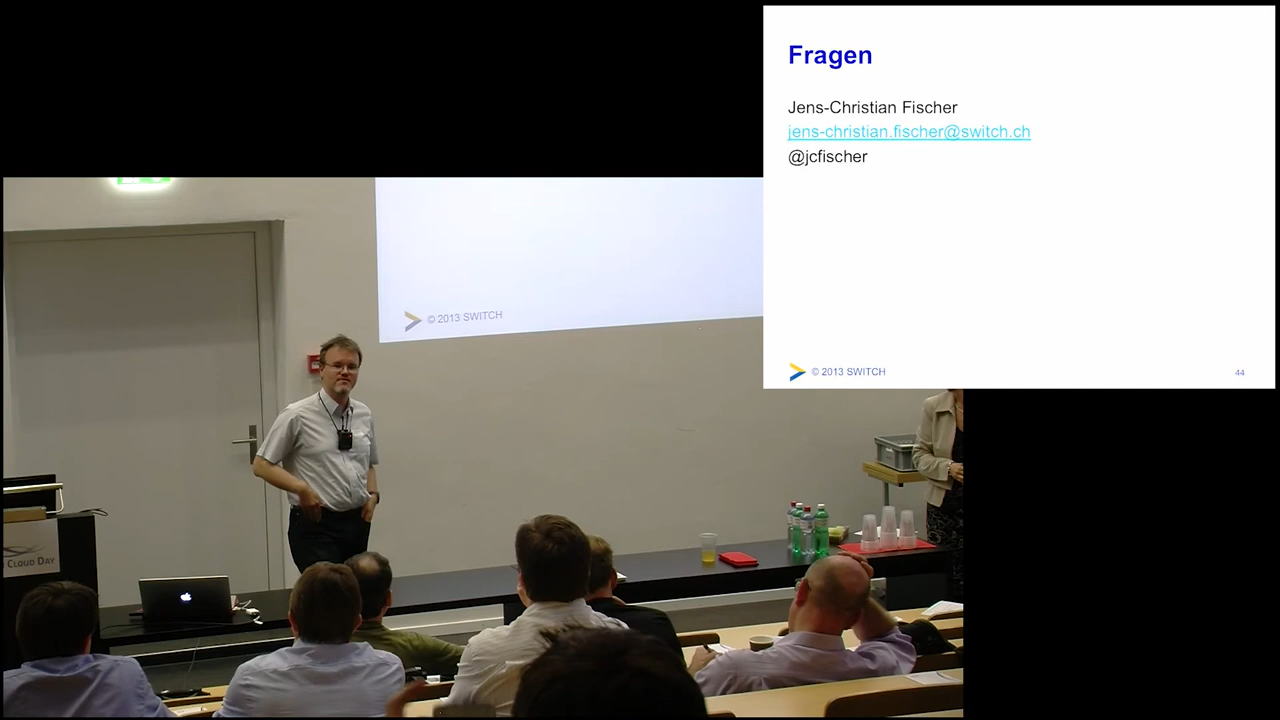 Fragen
Jens-Christian Fischer
jens-christian.fischer@switch.ch
@jcfischer
© 2013 SWITCH
44
© 2013 SWITCH
CLOUD DAY